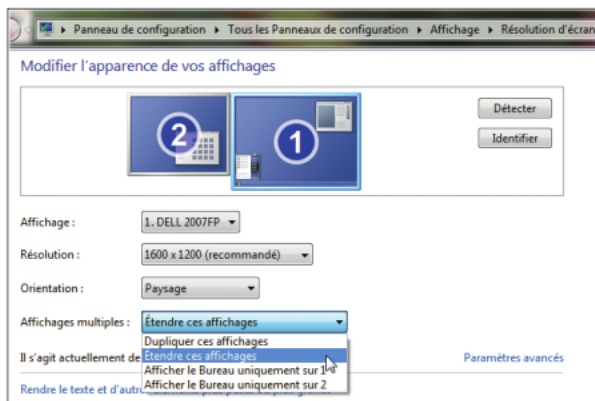 Panneau de configuration ▸ Tous les Panneaux de configuration ▸ Affichage ▸ Résolution d'écran
Modifier l'apparence de vos affichages
2
1
Détecter
Identifier
Affichage :
1. DELL 2007FP
Résolution :
1600 x 1200 (recommandé)
Orientation :
Paysage
Affichages multiples :
Étendre ces affichages
Dupliquer ces affichages
Il s'agit actuellement de
Étendre ces affichages
Paramètres avancés
Afficher le Bureau uniquement sur 1
Rendre le texte et d'autr
Afficher le Bureau uniquement sur 2